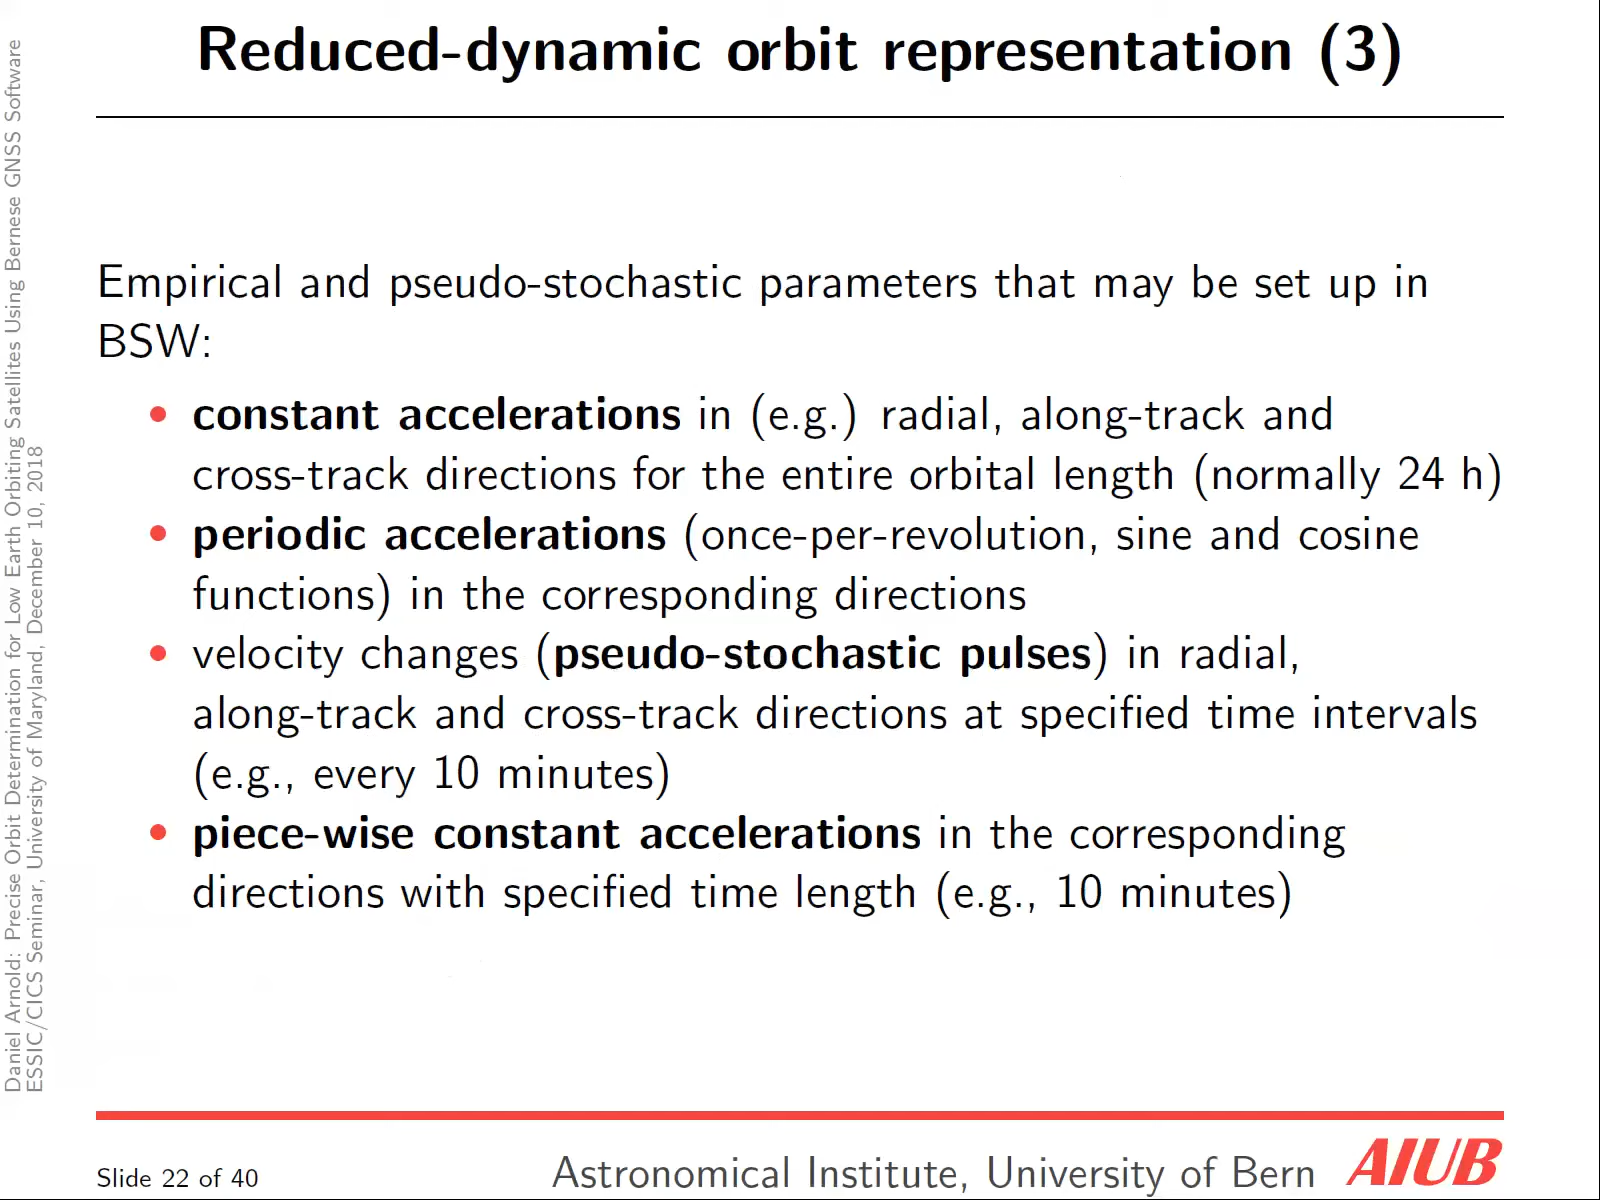 Reduced-dynamic orbit representation (3)
Daniel Arnold: Precise Orbit Determination for Low Earth Orbiting Satellites Using Bernese GNSS Software
ESSIC/CICS Seminar, University of Maryland, December 10, 2018
Empirical and pseudo-stochastic parameters that may be set up in
BSW:
• constant accelerations in (e.g.) radial, along-track and
cross-track directions for the entire orbital length (normally 24 h)
• periodic accelerations (once-per-revolution, sine and cosine
functions) in the corresponding directions
• velocity changes (pseudo-stochastic pulses) in radial,
along-track and cross-track directions at specified time intervals
(e.g., every 10 minutes)
• piece-wise constant accelerations in the corresponding
directions with specified time length (e.g., 10 minutes)
Slide 22 of 40
Astronomical Institute, University of Bern
AIUB